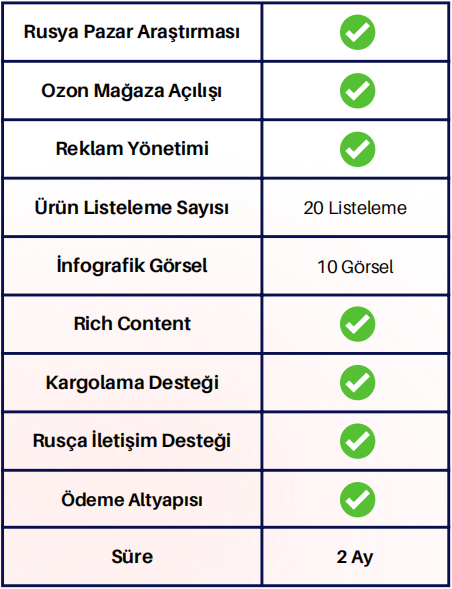 Rusya Pazar Araştırması
Ozon Mağaza Açılışı
Reklam Yönetimi
Ürün Listeleme Sayısı 20 Listeleme
İnfografik Görsel 10 Görsel
Rich Content
Kargolama Desteği
Rusça İletişim Desteği
Ödeme Altyapısı
Süre 2 Ay